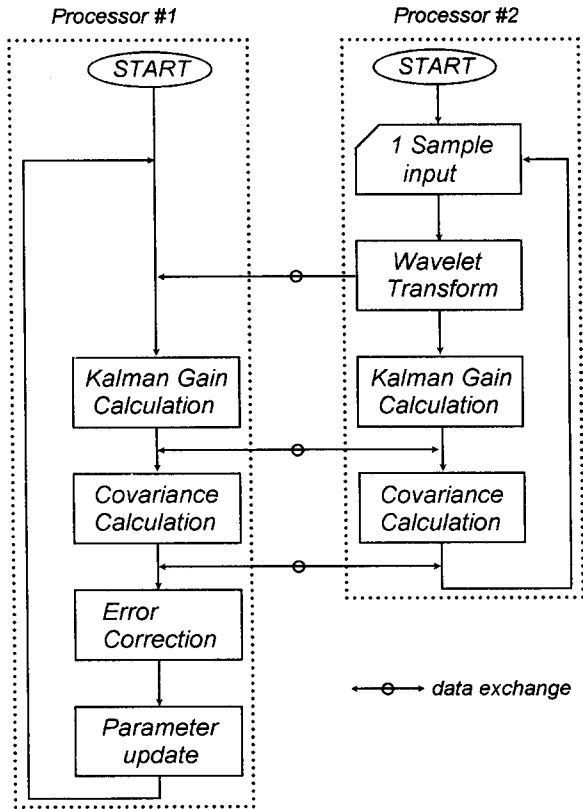 Processor #1
START
Kalman Gain
Calculation
Covariance
Calculation
Error
Correction
Parameter
update
Processor #2
START
1 Sample
input
Wavelet
Transform
Kalman Gain
Calculation
Covariance
Calculation
data exchange